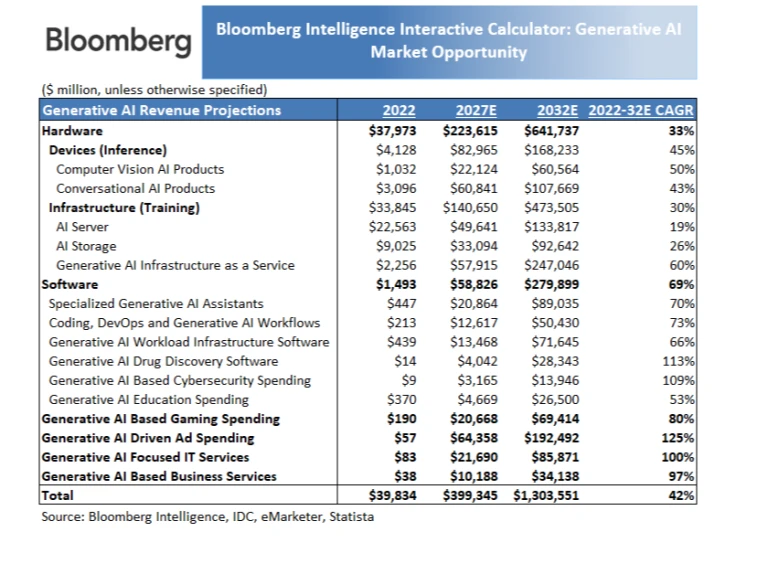 Bloomberg
Bloomberg Intelligence Interactive Calculator: Generative AI
Market Opportunity
($ million, unless otherwise specified)
Generative AI Revenue Projections 2022 2027E 2032E 2022-32E CAGR
Hardware $37,973 $223,615 $641,737 33%
Devices (Inference) $4,128 $82,965 $168,233 45%
Computer Vision AI Products $1,032 $22,124 $60,564 50%
Conversational AI Products $3,096 $60,841 $107,669 43%
Infrastructure (Training) $33,845 $140,650 $473,505 30%
AI Server $22,563 $49,641 $133,817 19%
AI Storage $9,025 $33,094 $92,642 26%
Generative AI Infrastructure as a Service $2,256 $57,915 $247,046 60%
Software $1,493 $58,826 $279,899 69%
Specialized Generative AI Assistants $447 $20,864 $89,035 70%
Coding, DevOps and Generative AI Workflows $213 $12,617 $50,430 73%
Generative AI Workload Infrastructure Software $439 $13,468 $71,645 66%
Generative AI Drug Discovery Software $14 $4,042 $28,343 113%
Generative AI Based Cybersecurity Spending $9 $3,165 $13,946 109%
Generative AI Education Spending $370 $4,669 $26,500 53%
Generative AI Based Gaming Spending $190 $20,668 $69,414 80%
Generative AI Driven Ad Spending $57 $64,358 $192,492 125%
Generative AI Focused IT Services $83 $21,690 $85,871 100%
Generative AI Based Business Services $38 $10,188 $34,138 97%
Total $39,834 $399,345 $1,303,551 42%
Source: Bloomberg Intelligence, IDC, eMarketer, Statista